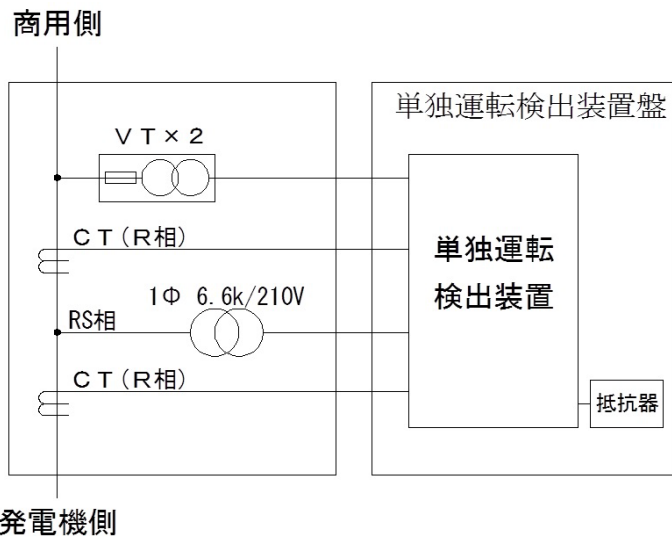 商用側
単独運転検出装置盤
ＶＴ×２
ＣＴ(Ｒ相)
単独運転
検出装置
1Φ 6.6k/210V
RS相
ＣＴ(Ｒ相)
抵抗器
発電機側